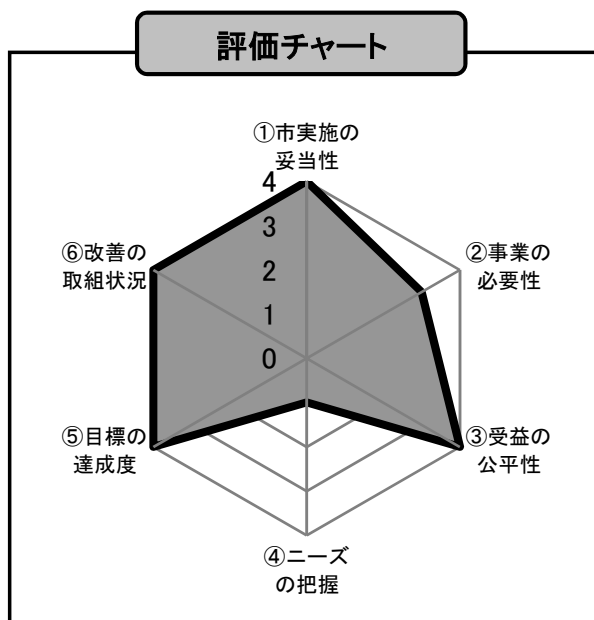 評価チャート
①市実施の
妥当性
4
3
2
1
0
②事業の
必要性
③受益の
公平性
④ニーズ
の把握
⑤目標の
達成度
⑥改善の
取組状況